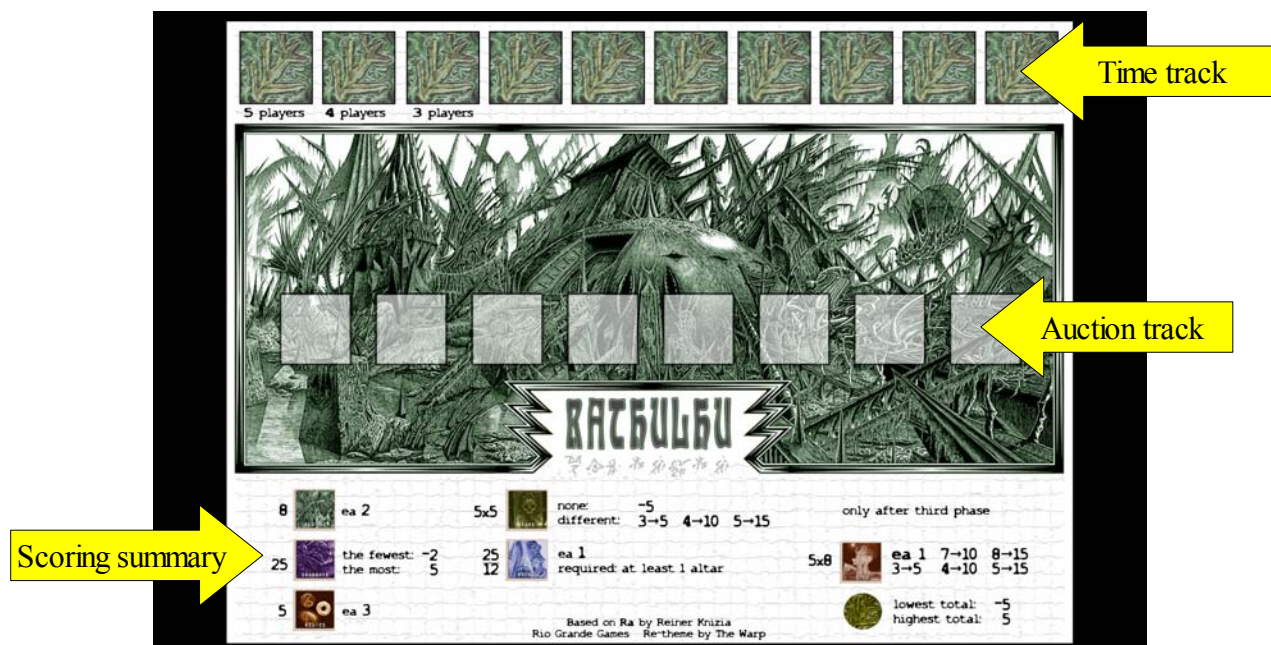 Time track
5 players 4 players 3 players
Auction track
RATHULHU
8 ea 2
5x5 none: -5
different: 3→5 4→10 5→15
only after third phase
Scoring summary
25 the fewest: -2
the most: 5
25 ea 1
12 required: at least 1 altar
5x8 ea 1 7→10 8→15
3→5 4→10 5→15
5 ea 3
lowest total: -5
highest total: 5
Based on Ra by Reiner Knizia
Rio Grande Games Re-theme by The Warp